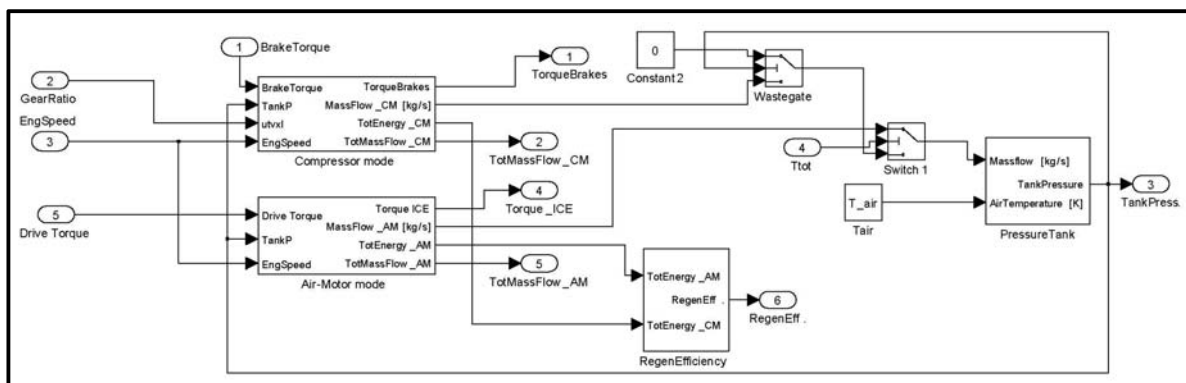 1
BrakeTorque
2
GearRatio
EngSpeed
3
5
Drive Torque
BrakeTorque
TankP
utvxl
EngSpeed
TorqueBrakes
MassFlow _CM [kg/s]
TotEnergy _CM
TotMassFlow _CM
Compressor mode
Drive Torque
TankP
EngSpeed
Torque ICE
MassFlow _AM [kg/s]
TotEnergy _AM
TotMassFlow _AM
Air-Motor mode
1
TorqueBrakes
2
TotMassFlow _CM
4
Torque _ICE
5
TotMassFlow _AM
0
Constant 2
Wastegate
4
Ttot
Switch 1
T_air
Tair
Massflow [kg/s]
TankPressure
AirTemperature [K]
PressureTank
3
TankPress.
TotEnergy _AM
RegenEff .
TotEnergy _CM
RegenEfficiency
6
RegenEff .